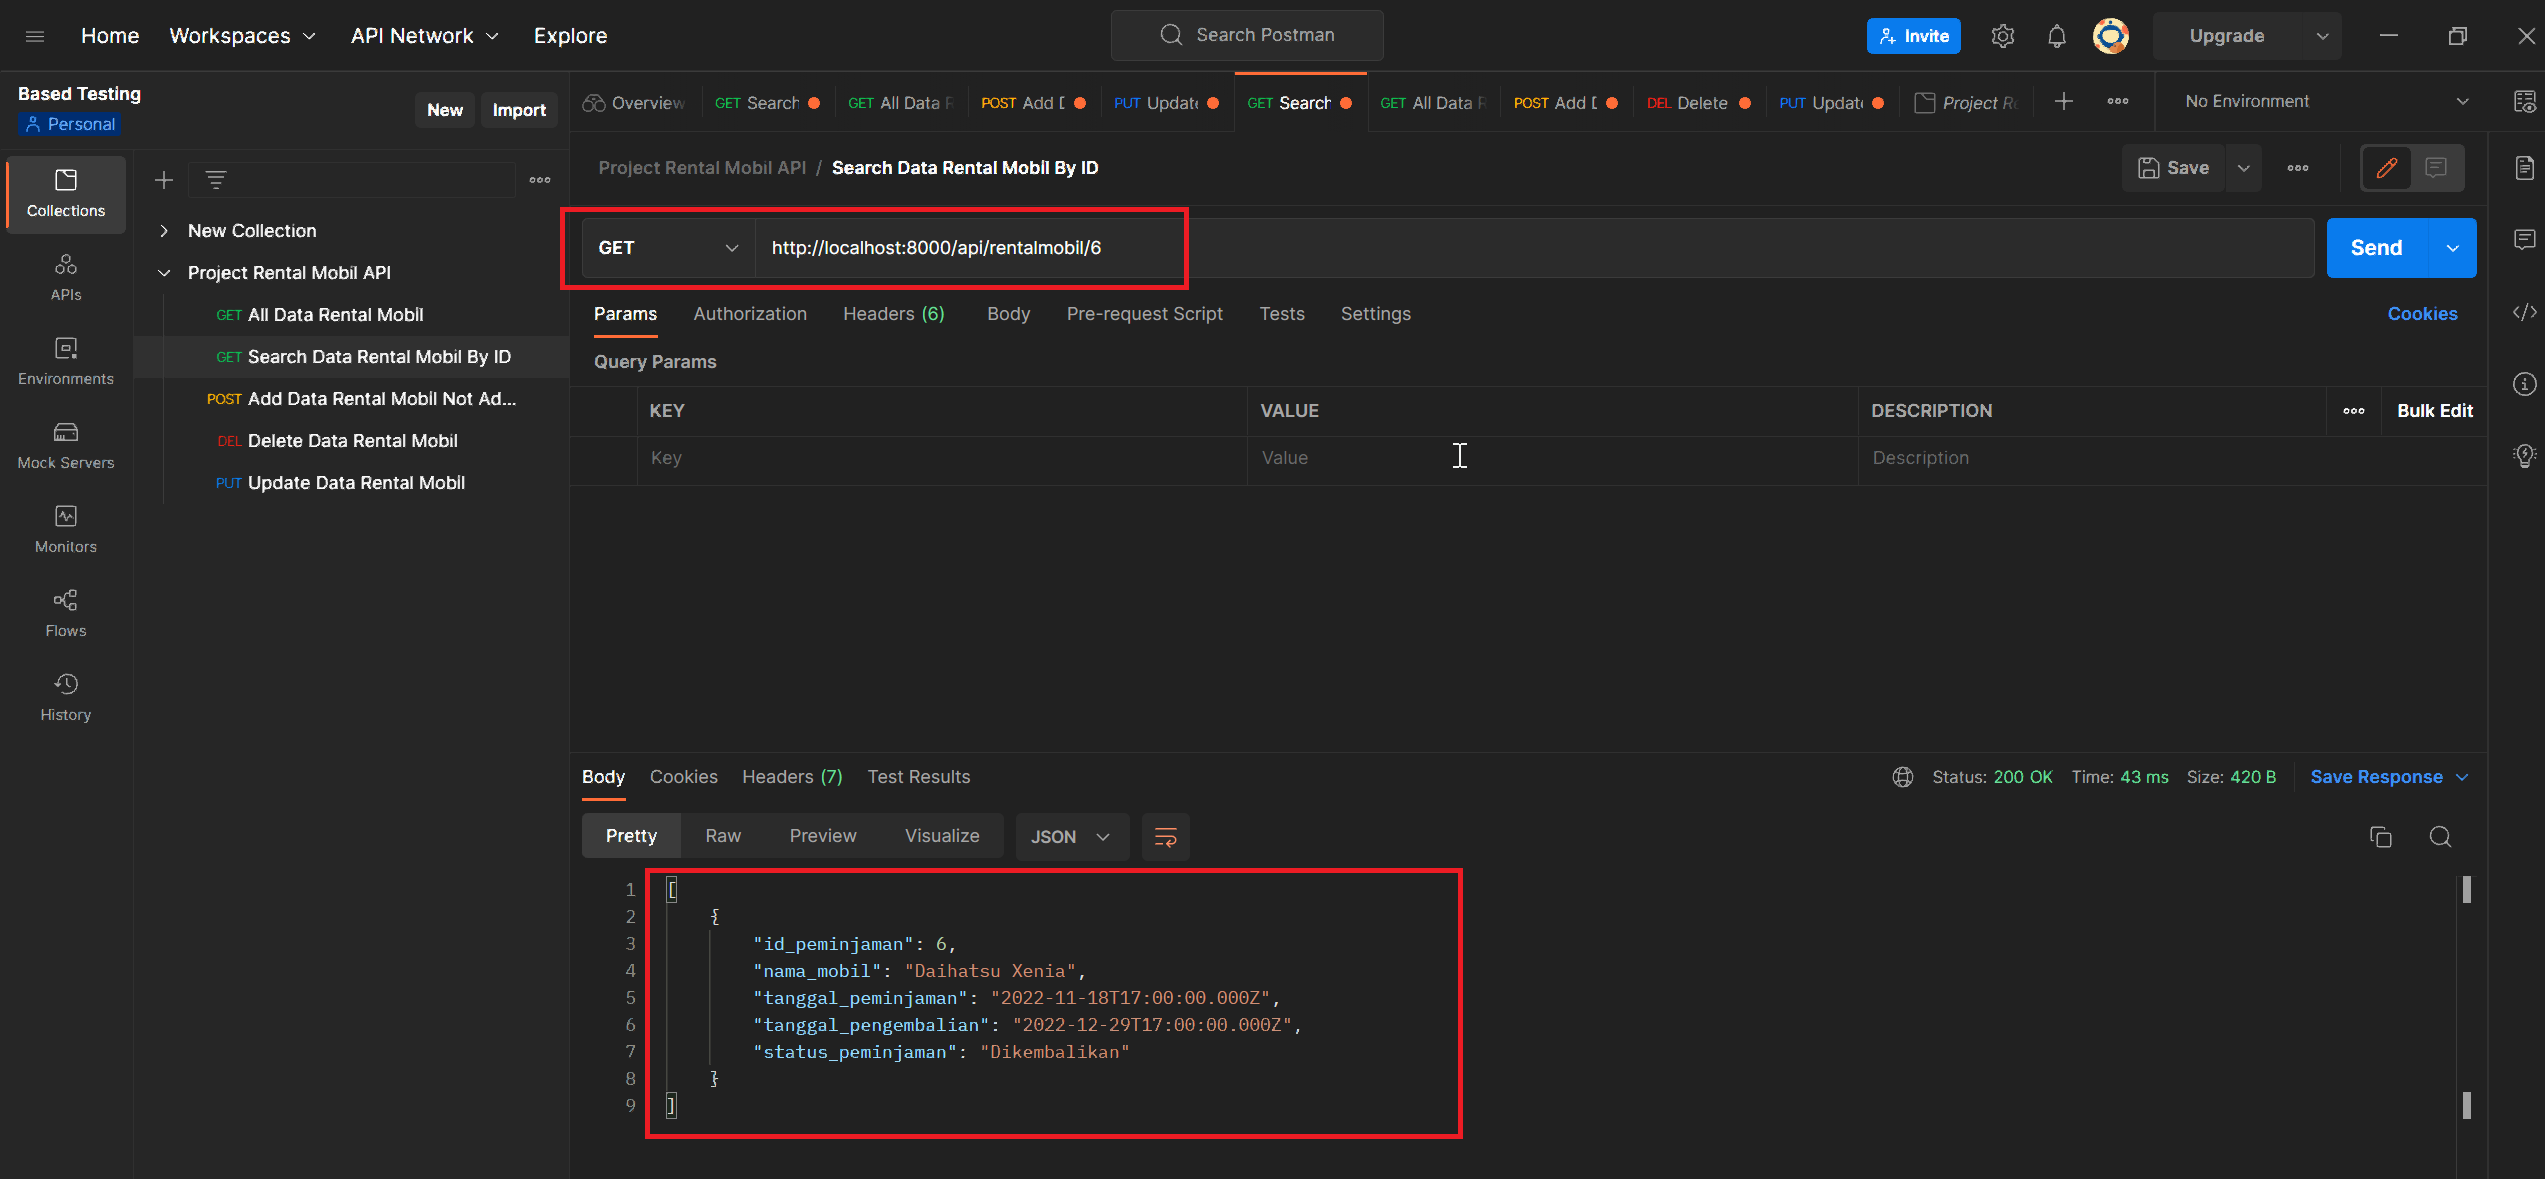 Home Workspaces API Network Explore Search Postman Invite Upgrade
Based Testing New Import
Personal
Overview GET Search GET All Data POST Add PUT Update GET Search GET All Data POST Add DEL Delete PUT Update Project No Environment
Project Rental Mobil API / Search Data Rental Mobil By ID Save
Collections
APIs
Environments
Mock Servers
Monitors
Flows
History
New Collection
Project Rental Mobil API
GET All Data Rental Mobil
GET Search Data Rental Mobil By ID
POST Add Data Rental Mobil Not Ad...
DEL Delete Data Rental Mobil
PUT Update Data Rental Mobil
GET http://localhost:8000/api/rentalmobil/6 Send
Params Authorization Headers (6) Body Pre-request Script Tests Settings Cookies
Query Params
KEY VALUE DESCRIPTION Bulk Edit
Key Value Description
Body Cookies Headers (7) Test Results Status: 200 OK Time: 43 ms Size: 420 B Save Response
Pretty Raw Preview Visualize JSON
1 [
2 {
3 "id_peminjaman": 6,
4 "nama_mobil": "Daihatsu Xenia",
5 "tanggal_peminjaman": "2022-11-18T17:00:00.000Z",
6 "tanggal_pengembalian": "2022-12-29T17:00:00.000Z",
7 "status_peminjaman": "Dikembalikan"
8 }
9 ]